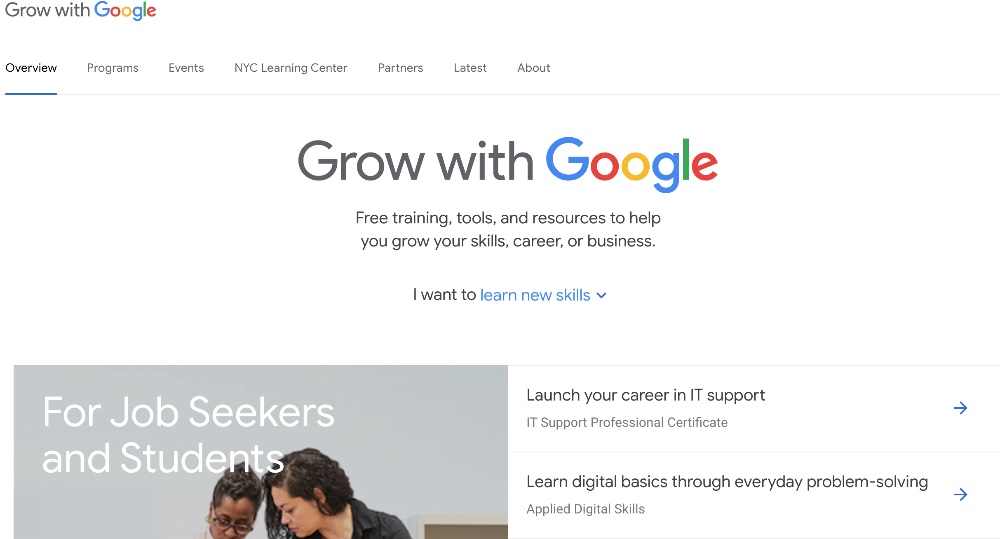 Grow with Google
Overview Programs Events NYC Learning Center Partners Latest About
Grow with Google
Free training, tools, and resources to help
you grow your skills, career, or business.
I want to learn new skills
For Job Seekers
and Students
Launch your career in IT support
IT Support Professional Certificate
Learn digital basics through everyday problem-solving
Applied Digital Skills